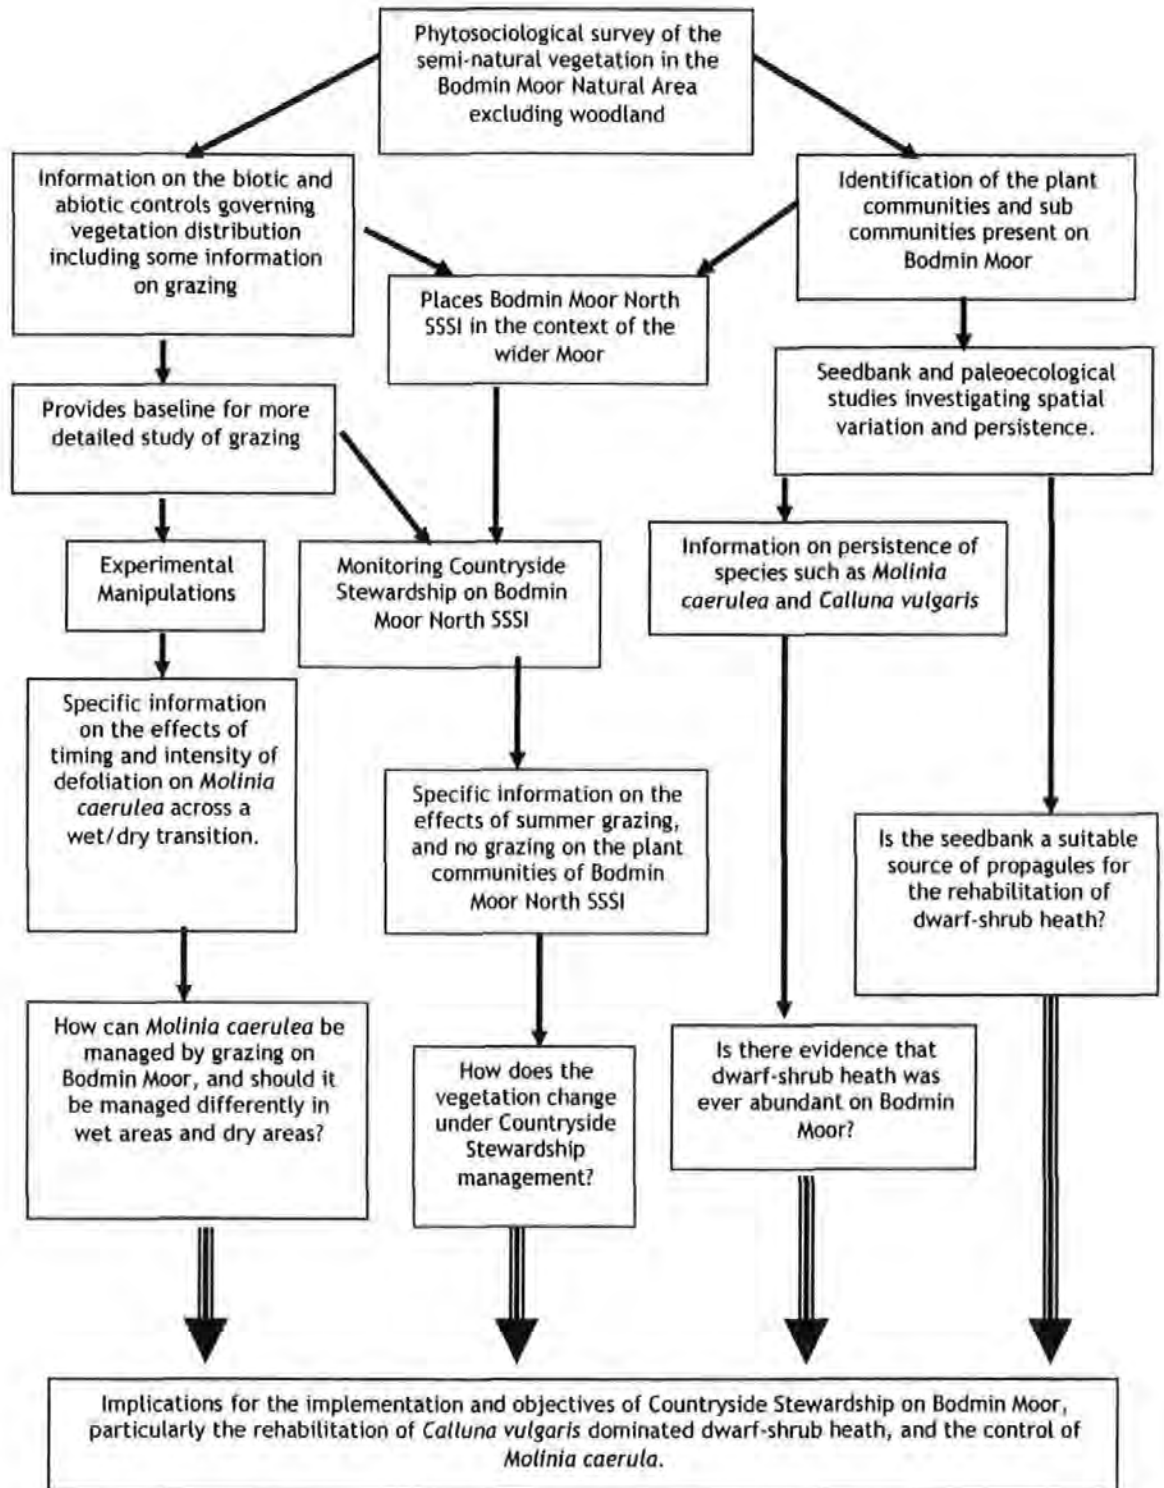 Phytosociological survey of the
semi-natural vegetation in the
Bodmin Moor Natural Area
excluding woodland
Information on the biotic and
abiotic controls governing
vegetation distribution
including some information
on grazing
Identification of the plant
communities and sub
communities present on
Bodmin Moor
Places Bodmin Moor North
SSSI in the context of the
wider Moor
Provides baseline for more
detailed study of grazing
Seedbank and paleoecological
studies investigating spatial
variation and persistence.
Experimental
Manipulations
Monitoring Countryside
Stewardship on Bodmin
Moor North SSSI
Information on persistence of
species such as Molinia
caerulea and Calluna vulgaris
Specific information
on the effects of
timing and intensity of
defoliation on Molinia
caerulea across a
wet/dry transition.
Specific information on the
effects of summer grazing,
and no grazing on the plant
communities of Bodmin
Moor North SSSI
Is the seedbank a suitable
source of propagules for
the rehabilitation of
dwarf-shrub heath?
How can Molinia caerulea be
managed by grazing on
Bodmin Moor, and should it
be managed differently in
wet areas and dry areas?
How does the
vegetation change
under Countryside
Stewardship
management?
Is there evidence that
dwarf-shrub heath was
ever abundant on Bodmin
Moor?
Implications for the implementation and objectives of Countryside Stewardship on Bodmin Moor,
particularly the rehabilitation of Calluna vulgaris dominated dwarf-shrub heath, and the control of
Molinia caerula.